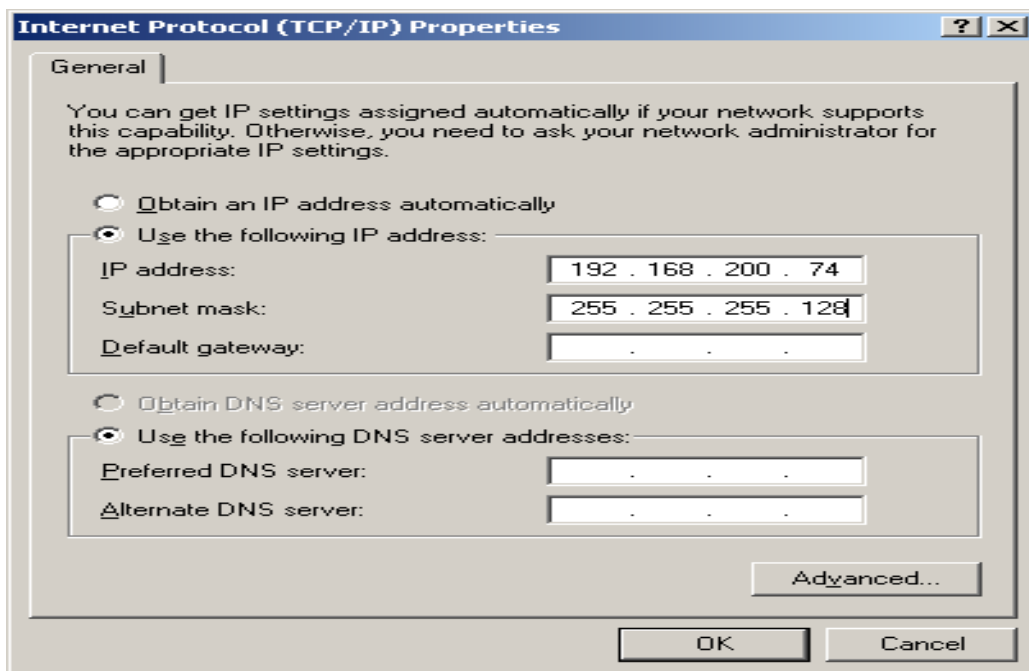 Internet Protocol (TCP/IP) Properties ? X
General
You can get IP settings assigned automatically if your network supports
this capability. Otherwise, you need to ask your network administrator for
the appropriate IP settings.
Obtain an IP address automatically
Use the following IP address:
IP address: 192 . 168 . 200 . 74
Subnet mask: 255 . 255 . 255 . 128
Default gateway: . . .
Obtain DNS server address automatically
Use the following DNS server addresses:
Preferred DNS server: . . .
Alternate DNS server: . . .
Advanced...
OK Cancel